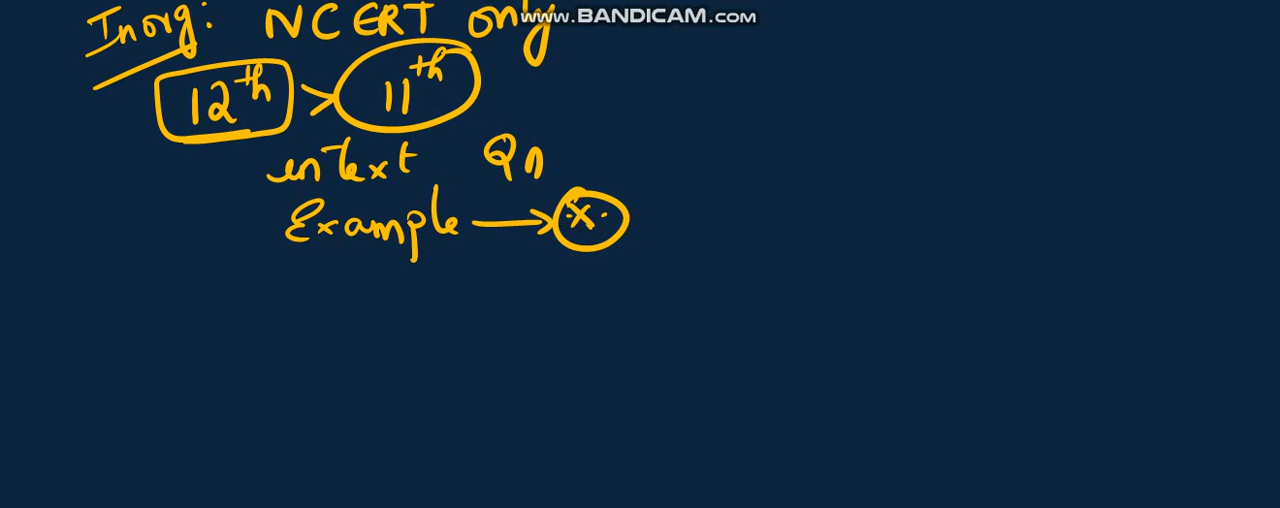 Inorg: NCERT only
www.BANDICAM.com
12th > 11th
inText Qn
Example → x